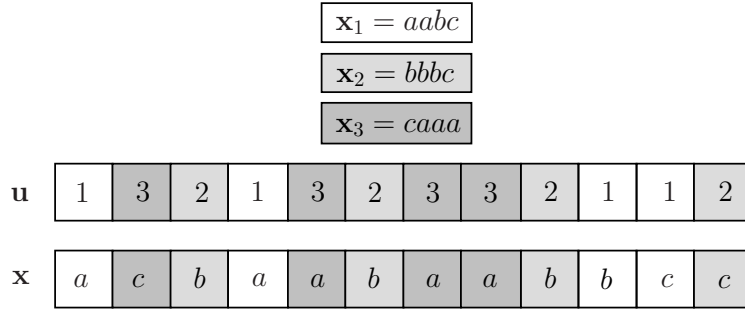 x₁ = aabc
x₂ = bbbc
x₃ = caaa
u 1 3 2 1 3 2 3 3 2 1 1 2
x a c b a a b a a b b c c